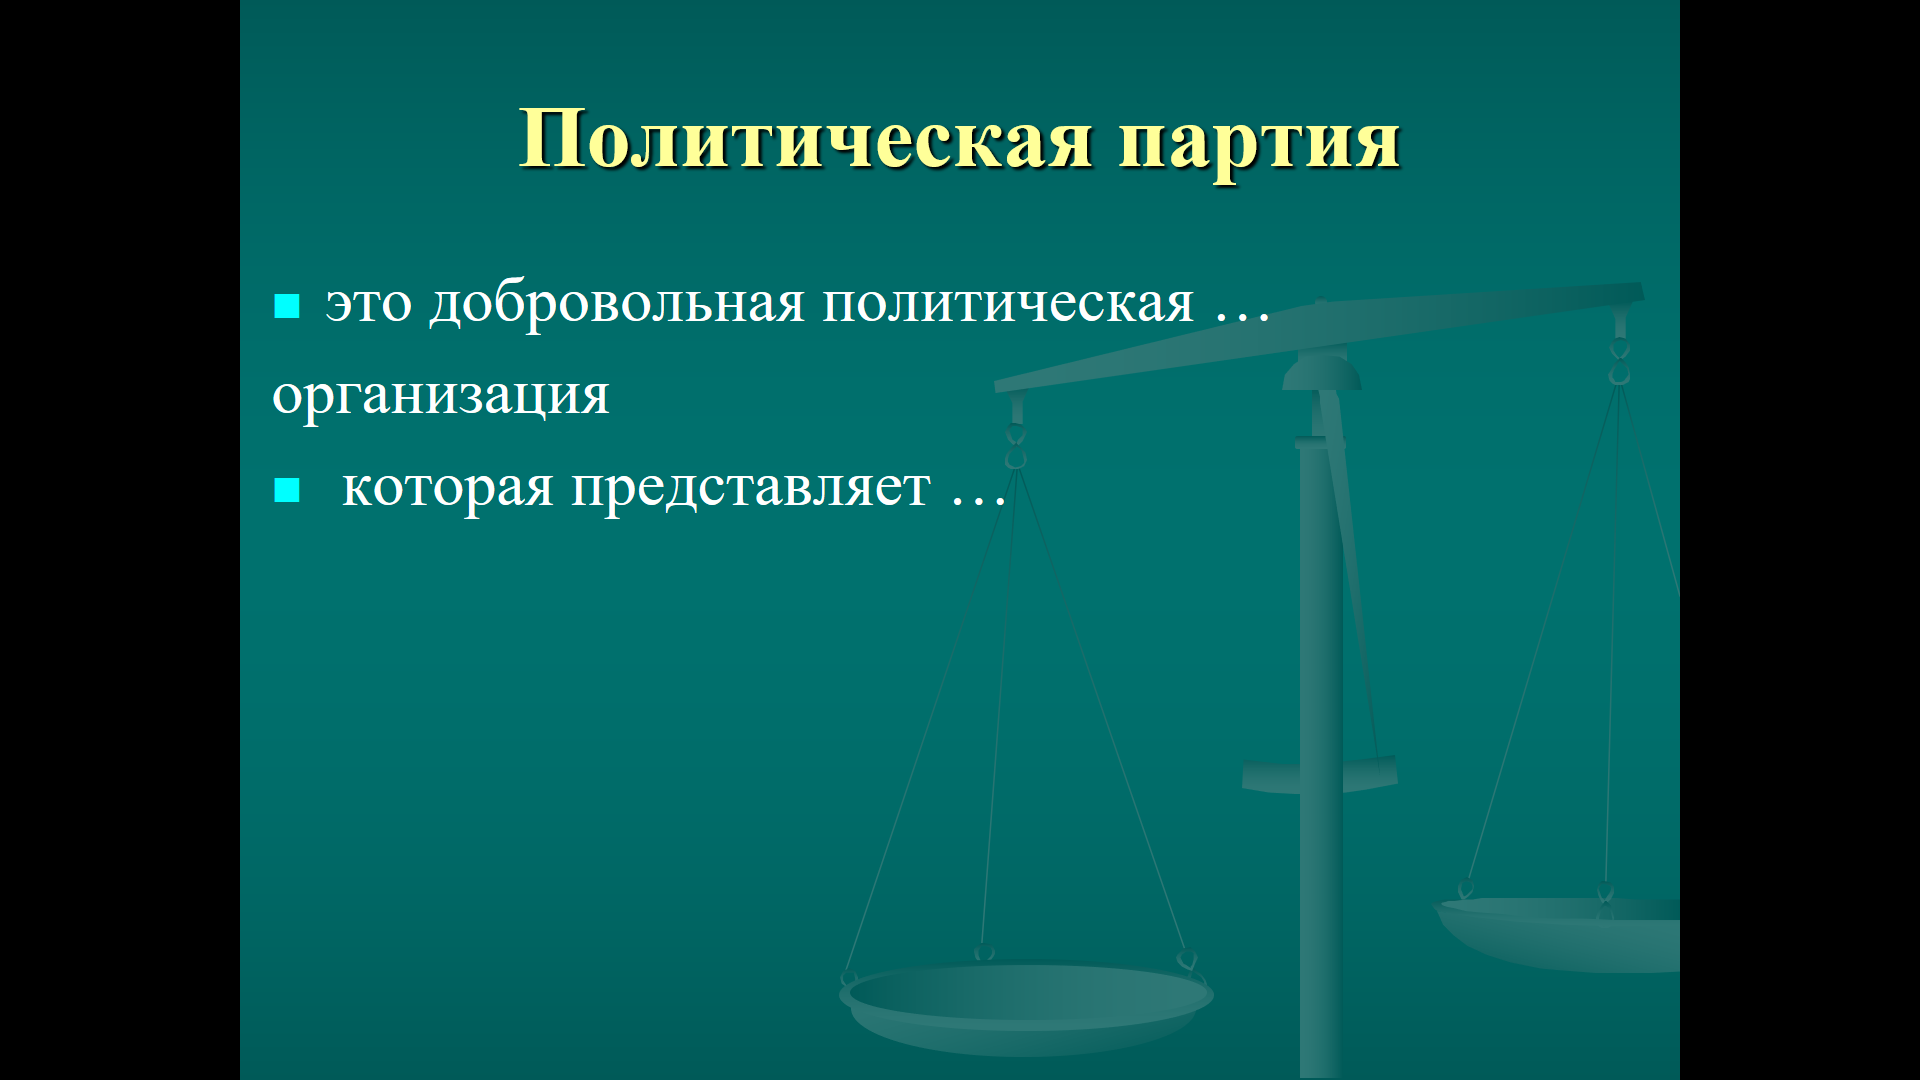 Политическая партия
это добровольная политическая …
организация
которая представляет …